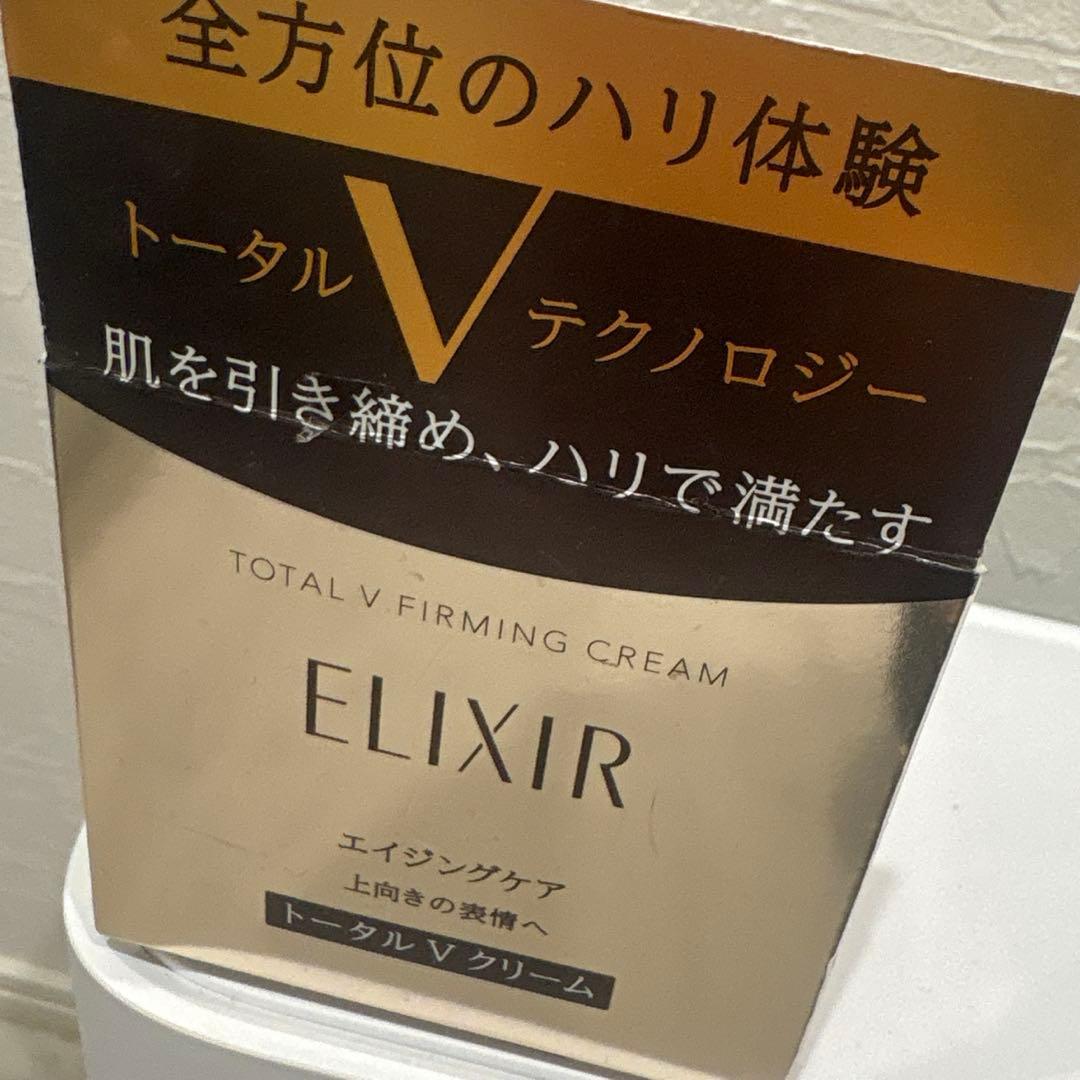 全方位のハリ体験
トータル V テクノロジー
肌を引き締め、ハリで満たす
TOTAL V FIRMING CREAM
ELIXIR
エイジングケア
上向きの表情へ
トータル V クリーム